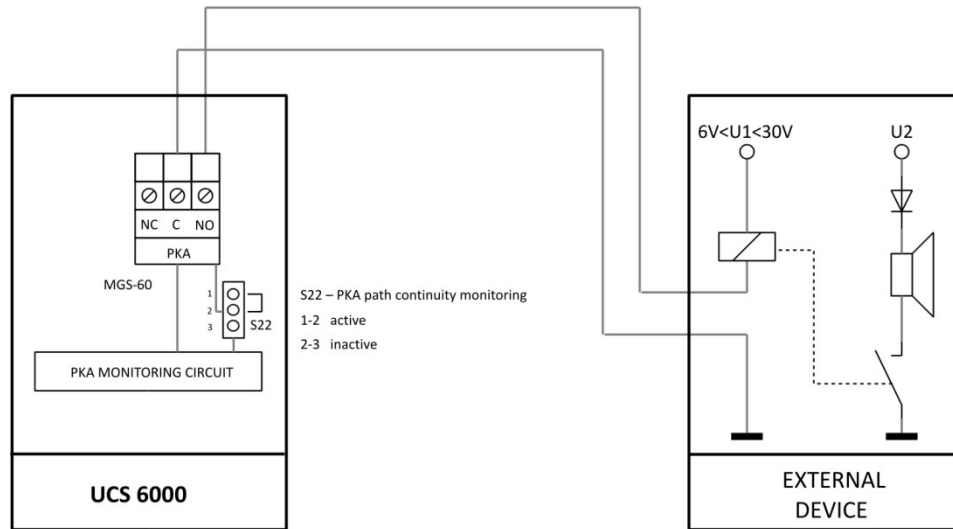 6V<U1<30V
U2
NC C NO
PKA
MGS-60
1
2
3
S22
S22 – PKA path continuity monitoring
1-2 active
2-3 inactive
PKA MONITORING CIRCUIT
UCS 6000
EXTERNAL
DEVICE